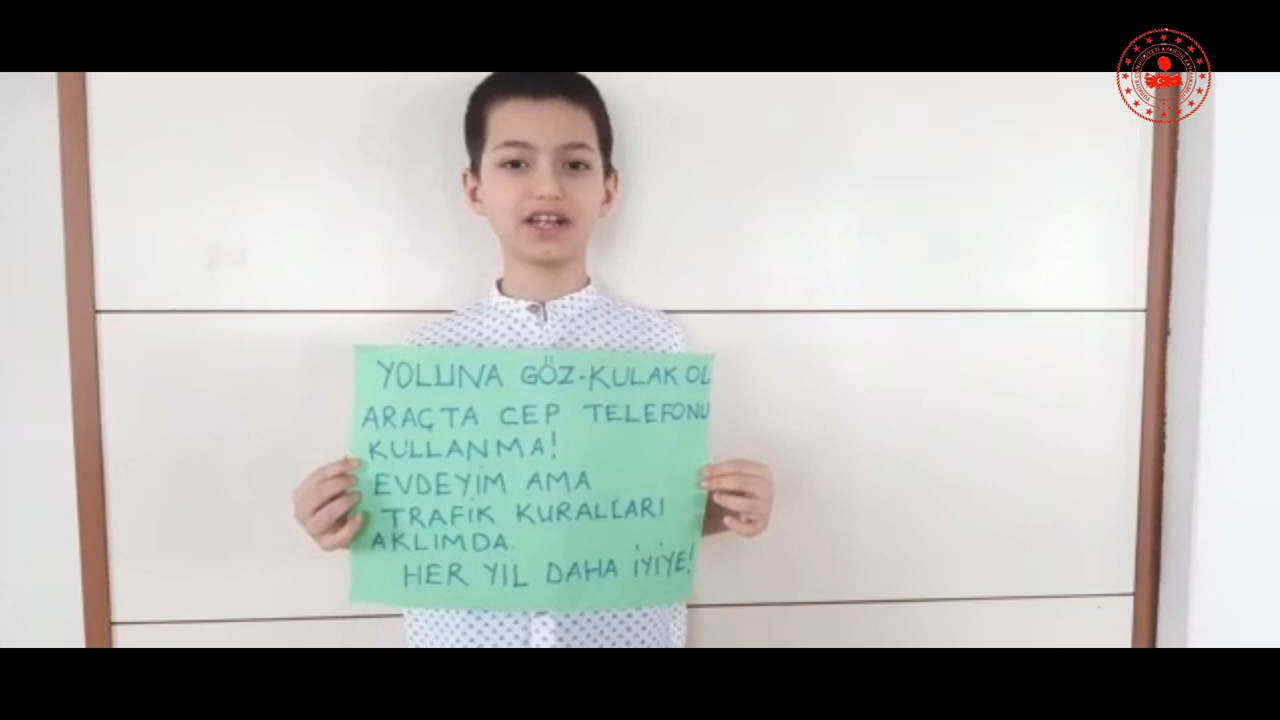 YOLUNA GÖZ-KULAK OL
ARAÇTA CEP TELEFONU
KULLANMA!
EVDEYİM AMA
TRAFİK KURALLARI
AKLIMDA.
HER YIL DAHA İYİYE!